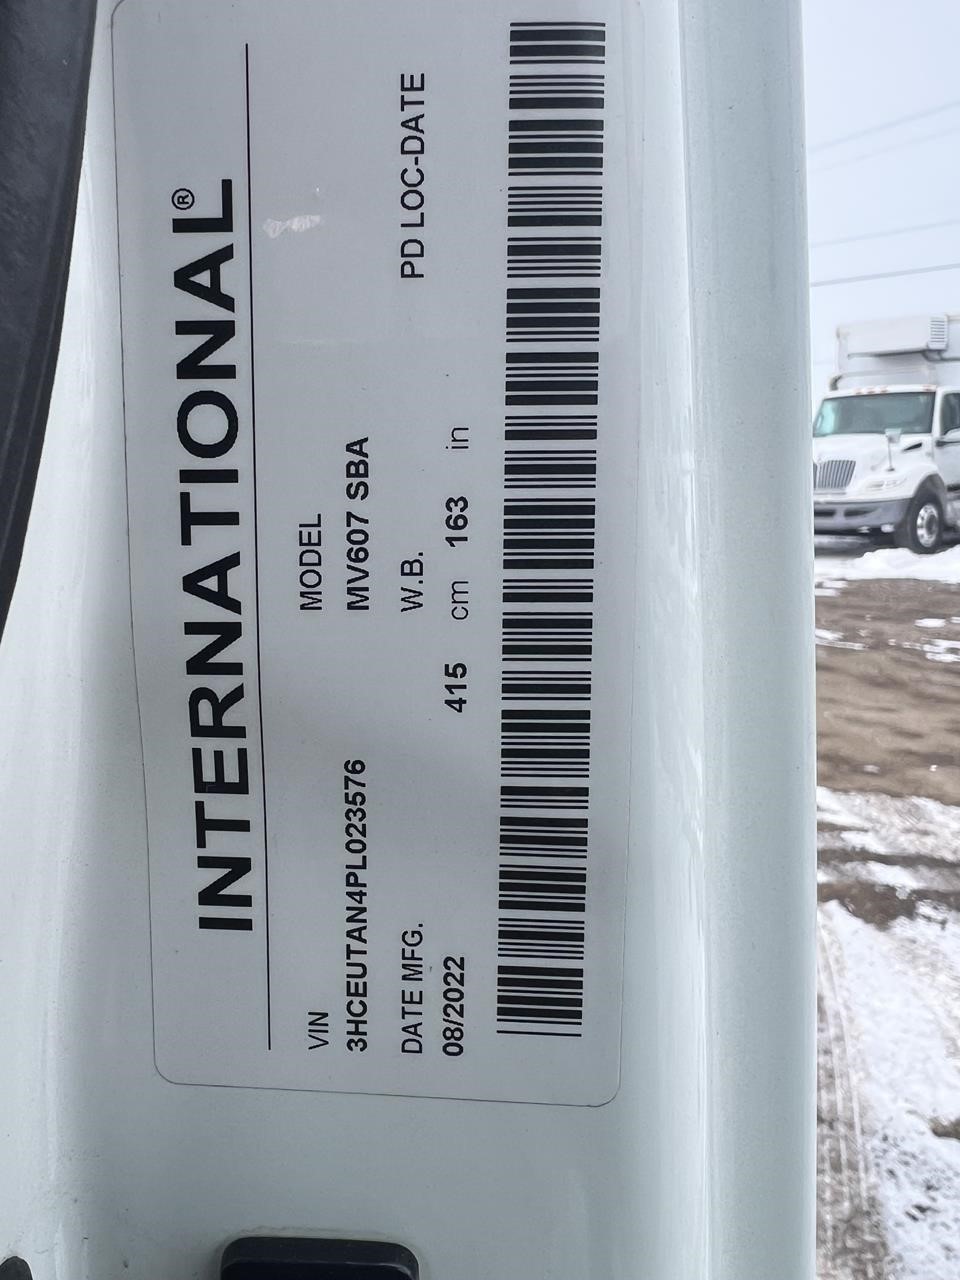 INTERNATIONAL®
VIN MODEL
3HCEUTAN4PL023576 MV607 SBA
DATE MFG. W.B. PD LOC-DATE
08/2022 415 cm 163 in